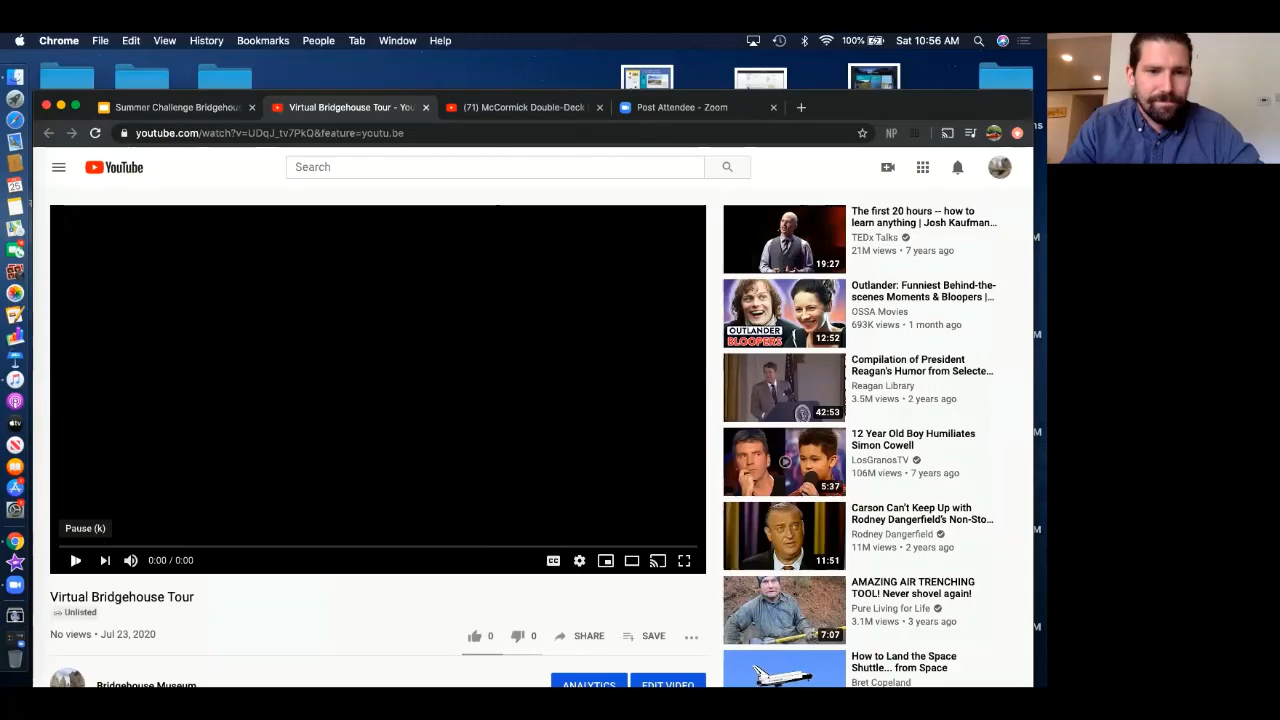 Chrome File Edit View History Bookmarks People Tab Window Help 100% Sat 10:56 AM
Summer Challenge Bridgehous Virtual Bridgehouse Tour - You (71) McCormick Double-Deck Post Attendee - Zoom
youtube.com/watch?v=UDqJ_tv7PkQ&feature=youtu.be NP
YouTube
Search
The first 20 hours -- how to
learn anything | Josh Kaufman...
TEDx Talks
21M views • 7 years ago
19:27
Outlander: Funniest Behind-the-
scenes Moments & Bloopers |...
OSSA Movies
693K views • 1 month ago
OUTLANDER
BLOOPERS
12:52
Compilation of President
Reagan's Humor from Selecte...
Reagan Library
3.5M views • 2 years ago
42:53
12 Year Old Boy Humiliates
Simon Cowell
LosGranosTV
106M views • 7 years ago
5:37
Carson Can't Keep Up with
Rodney Dangerfield's Non-Sto...
Rodney Dangerfield
11M views • 2 years ago
11:51
AMAZING AIR TRENCHING
TOOL! Never shovel again!
Pure Living for Life
3.1M views • 3 years ago
7:07
How to Land the Space
Shuttle... from Space
Bret Copeland
Pause (k)
0:00 / 0:00
CC
Virtual Bridgehouse Tour
Unlisted
No views • Jul 23, 2020
0 0 SHARE SAVE
Bridgehouse Museum
ANALYTICS EDIT VIDEO